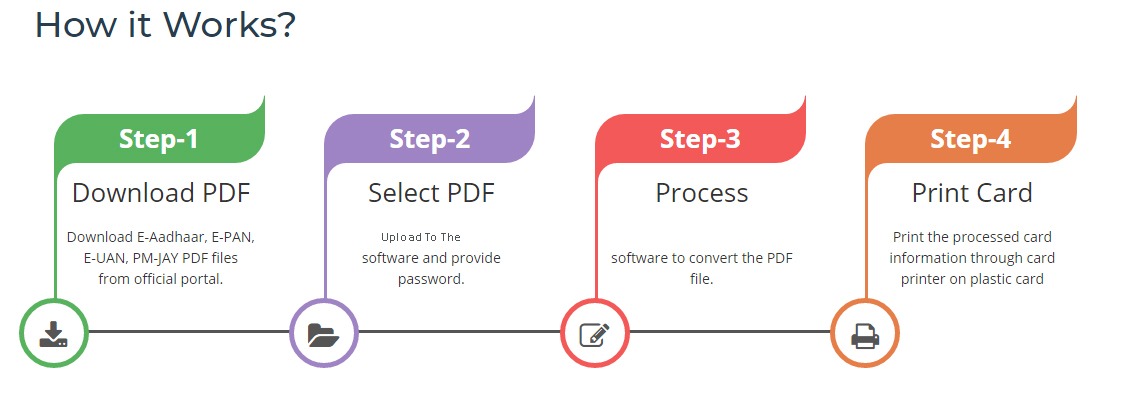 How it Works?
Step-1
Download PDF
Download E-Aadhaar, E-PAN,
E-UAN, PM-JAY PDF files
from official portal.
Step-2
Select PDF
Upload To The
software and provide
password.
Step-3
Process
software to convert the PDF
file.
Step-4
Print Card
Print the processed card
information through card
printer on plastic card